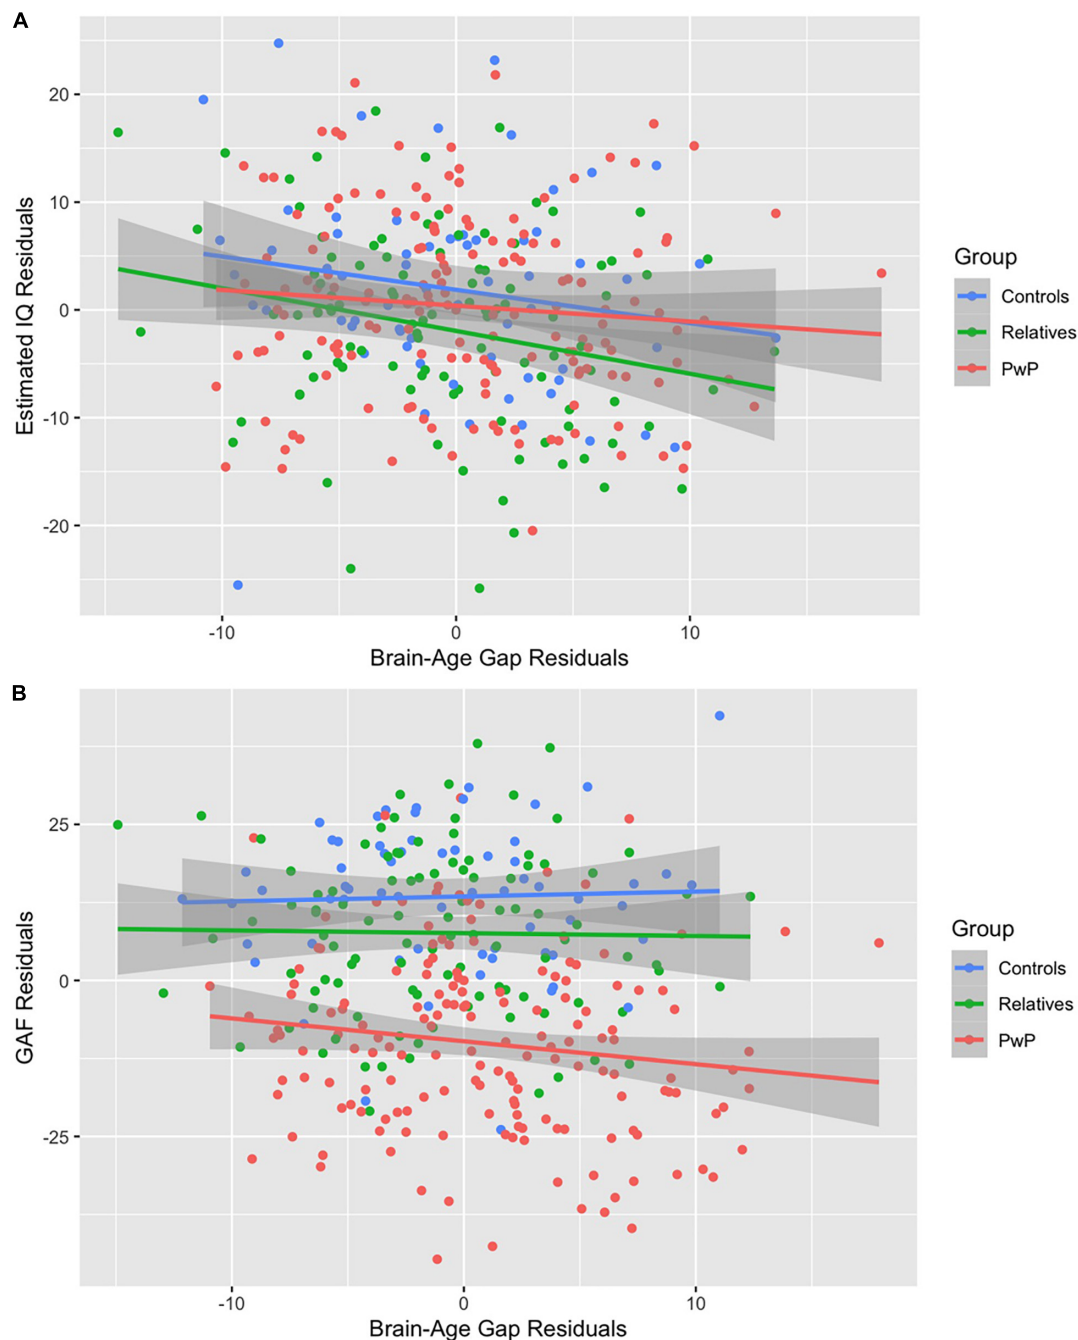 A
20
10
0
-10
-20
Estimated IQ Residuals
-10 0 10
Brain-Age Gap Residuals
Group
Controls
Relatives
PwP
B
25
0
-25
GAF Residuals
-10 0 10
Brain-Age Gap Residuals
Group
Controls
Relatives
PwP